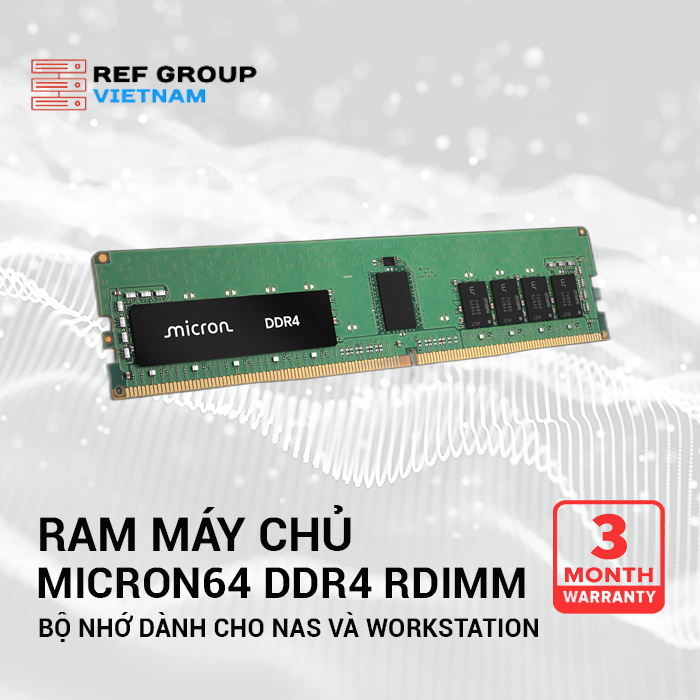 REF GROUP
VIETNAM
micron
DDR4
RAM MÁY CHỦ
MICRON64 DDR4 RDIMM
BỘ NHỚ DÀNH CHO NAS VÀ WORKSTATION
3
MONTH
WARRANTY